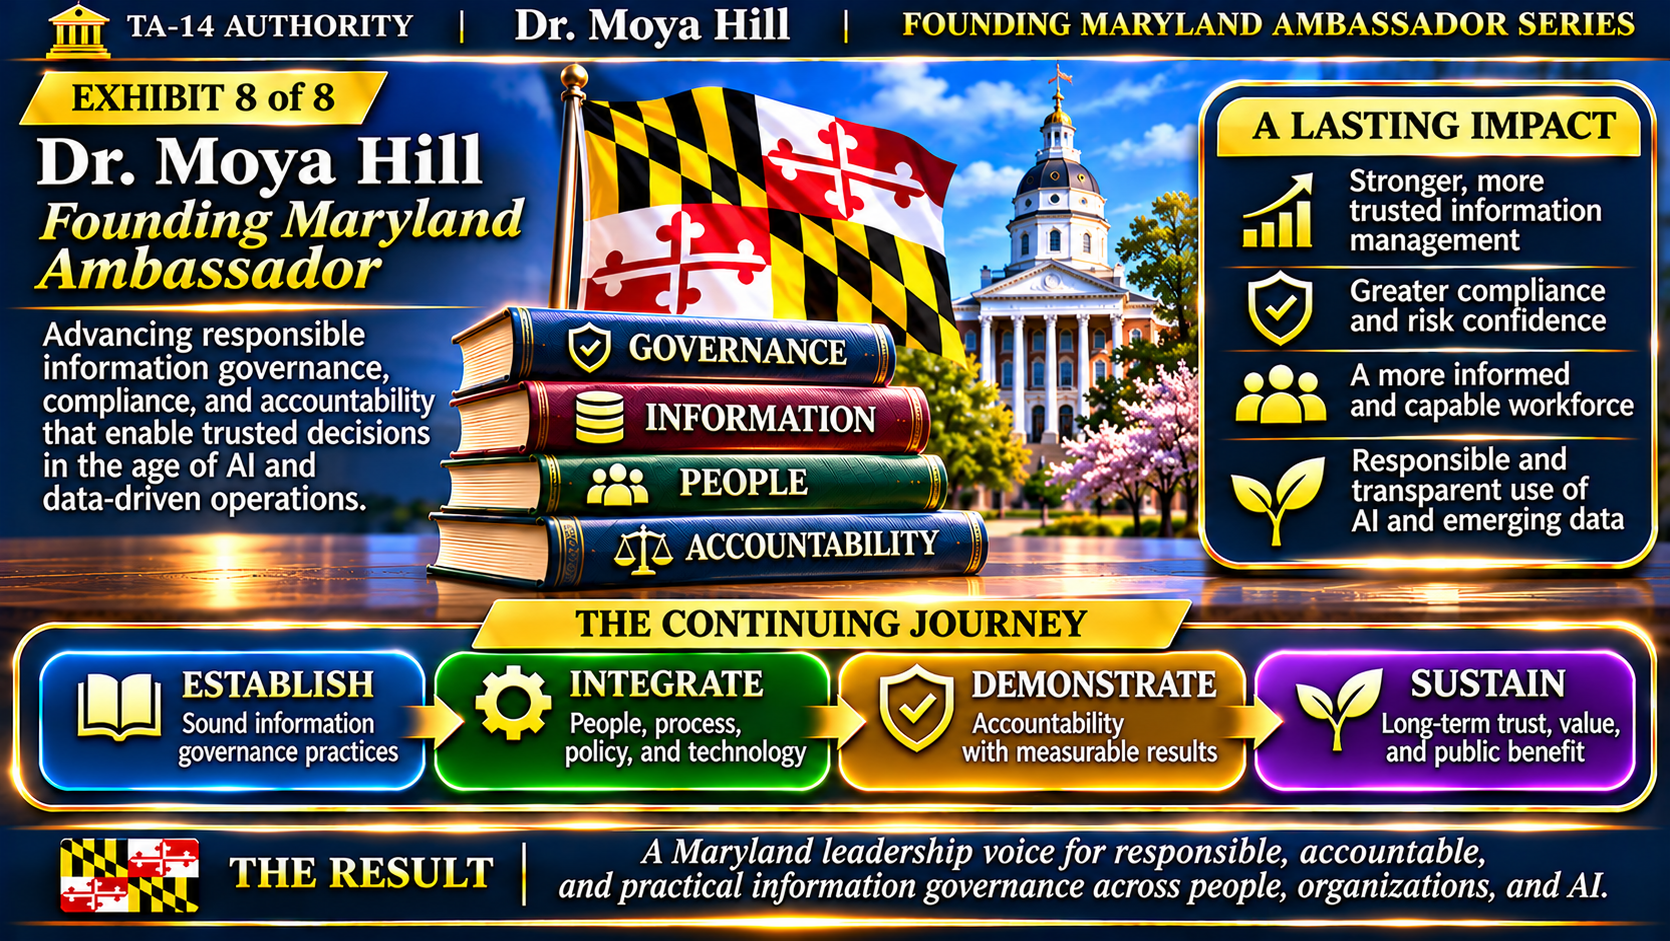 TA-14 AUTHORITY | Dr. Moya Hill | FOUNDING MARYLAND AMBASSADOR SERIES
EXHIBIT 8 of 8
Dr. Moya Hill
Founding Maryland
Ambassador
Advancing responsible
information governance,
compliance, and accountability
that enable trusted decisions
in the age of AI and
data-driven operations.
GOVERNANCE
INFORMATION
PEOPLE
ACCOUNTABILITY
A LASTING IMPACT
Stronger, more
trusted information
management
Greater compliance
and risk confidence
A more informed
and capable workforce
Responsible and
transparent use of
AI and emerging data
THE CONTINUING JOURNEY
ESTABLISH
Sound information
governance practices
INTEGRATE
People, process,
policy, and technology
DEMONSTRATE
Accountability
with measurable results
SUSTAIN
Long-term trust, value,
and public benefit
THE RESULT
A Maryland leadership voice for responsible, accountable,
and practical information governance across people, organizations, and AI.